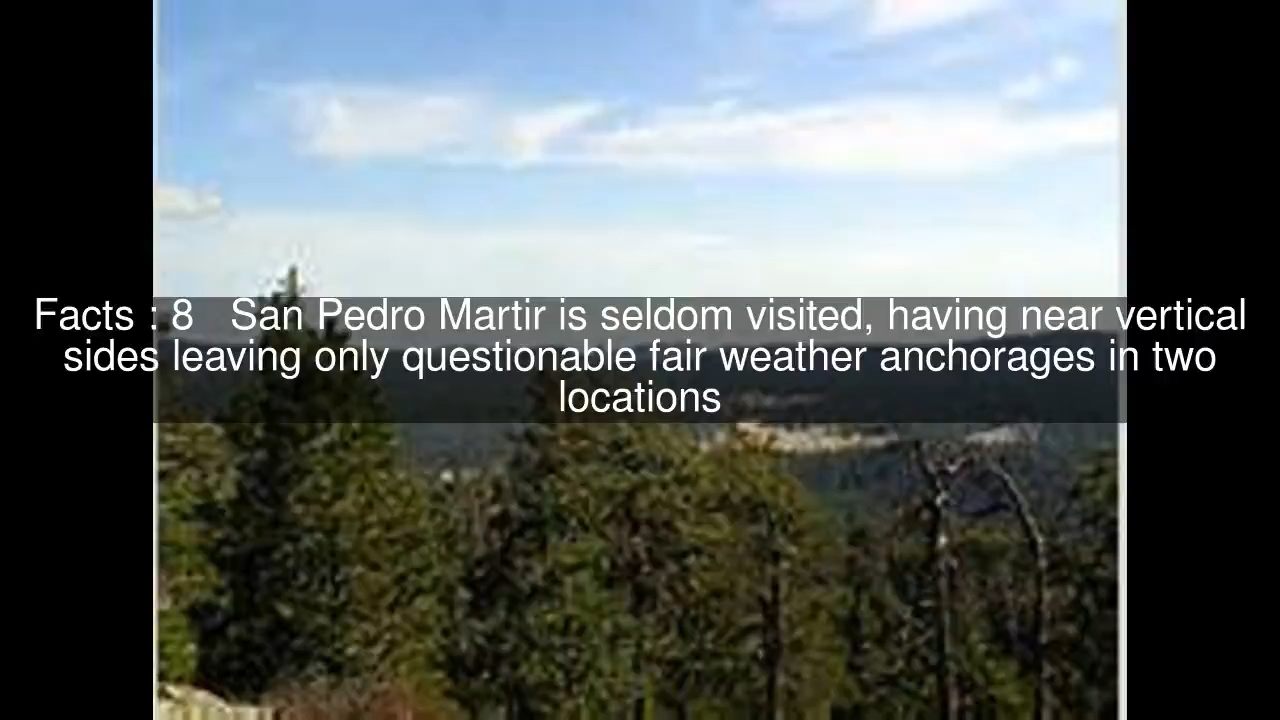 Facts : 8 San Pedro Martir is seldom visited, having near vertical
sides leaving only questionable fair weather anchorages in two
locations